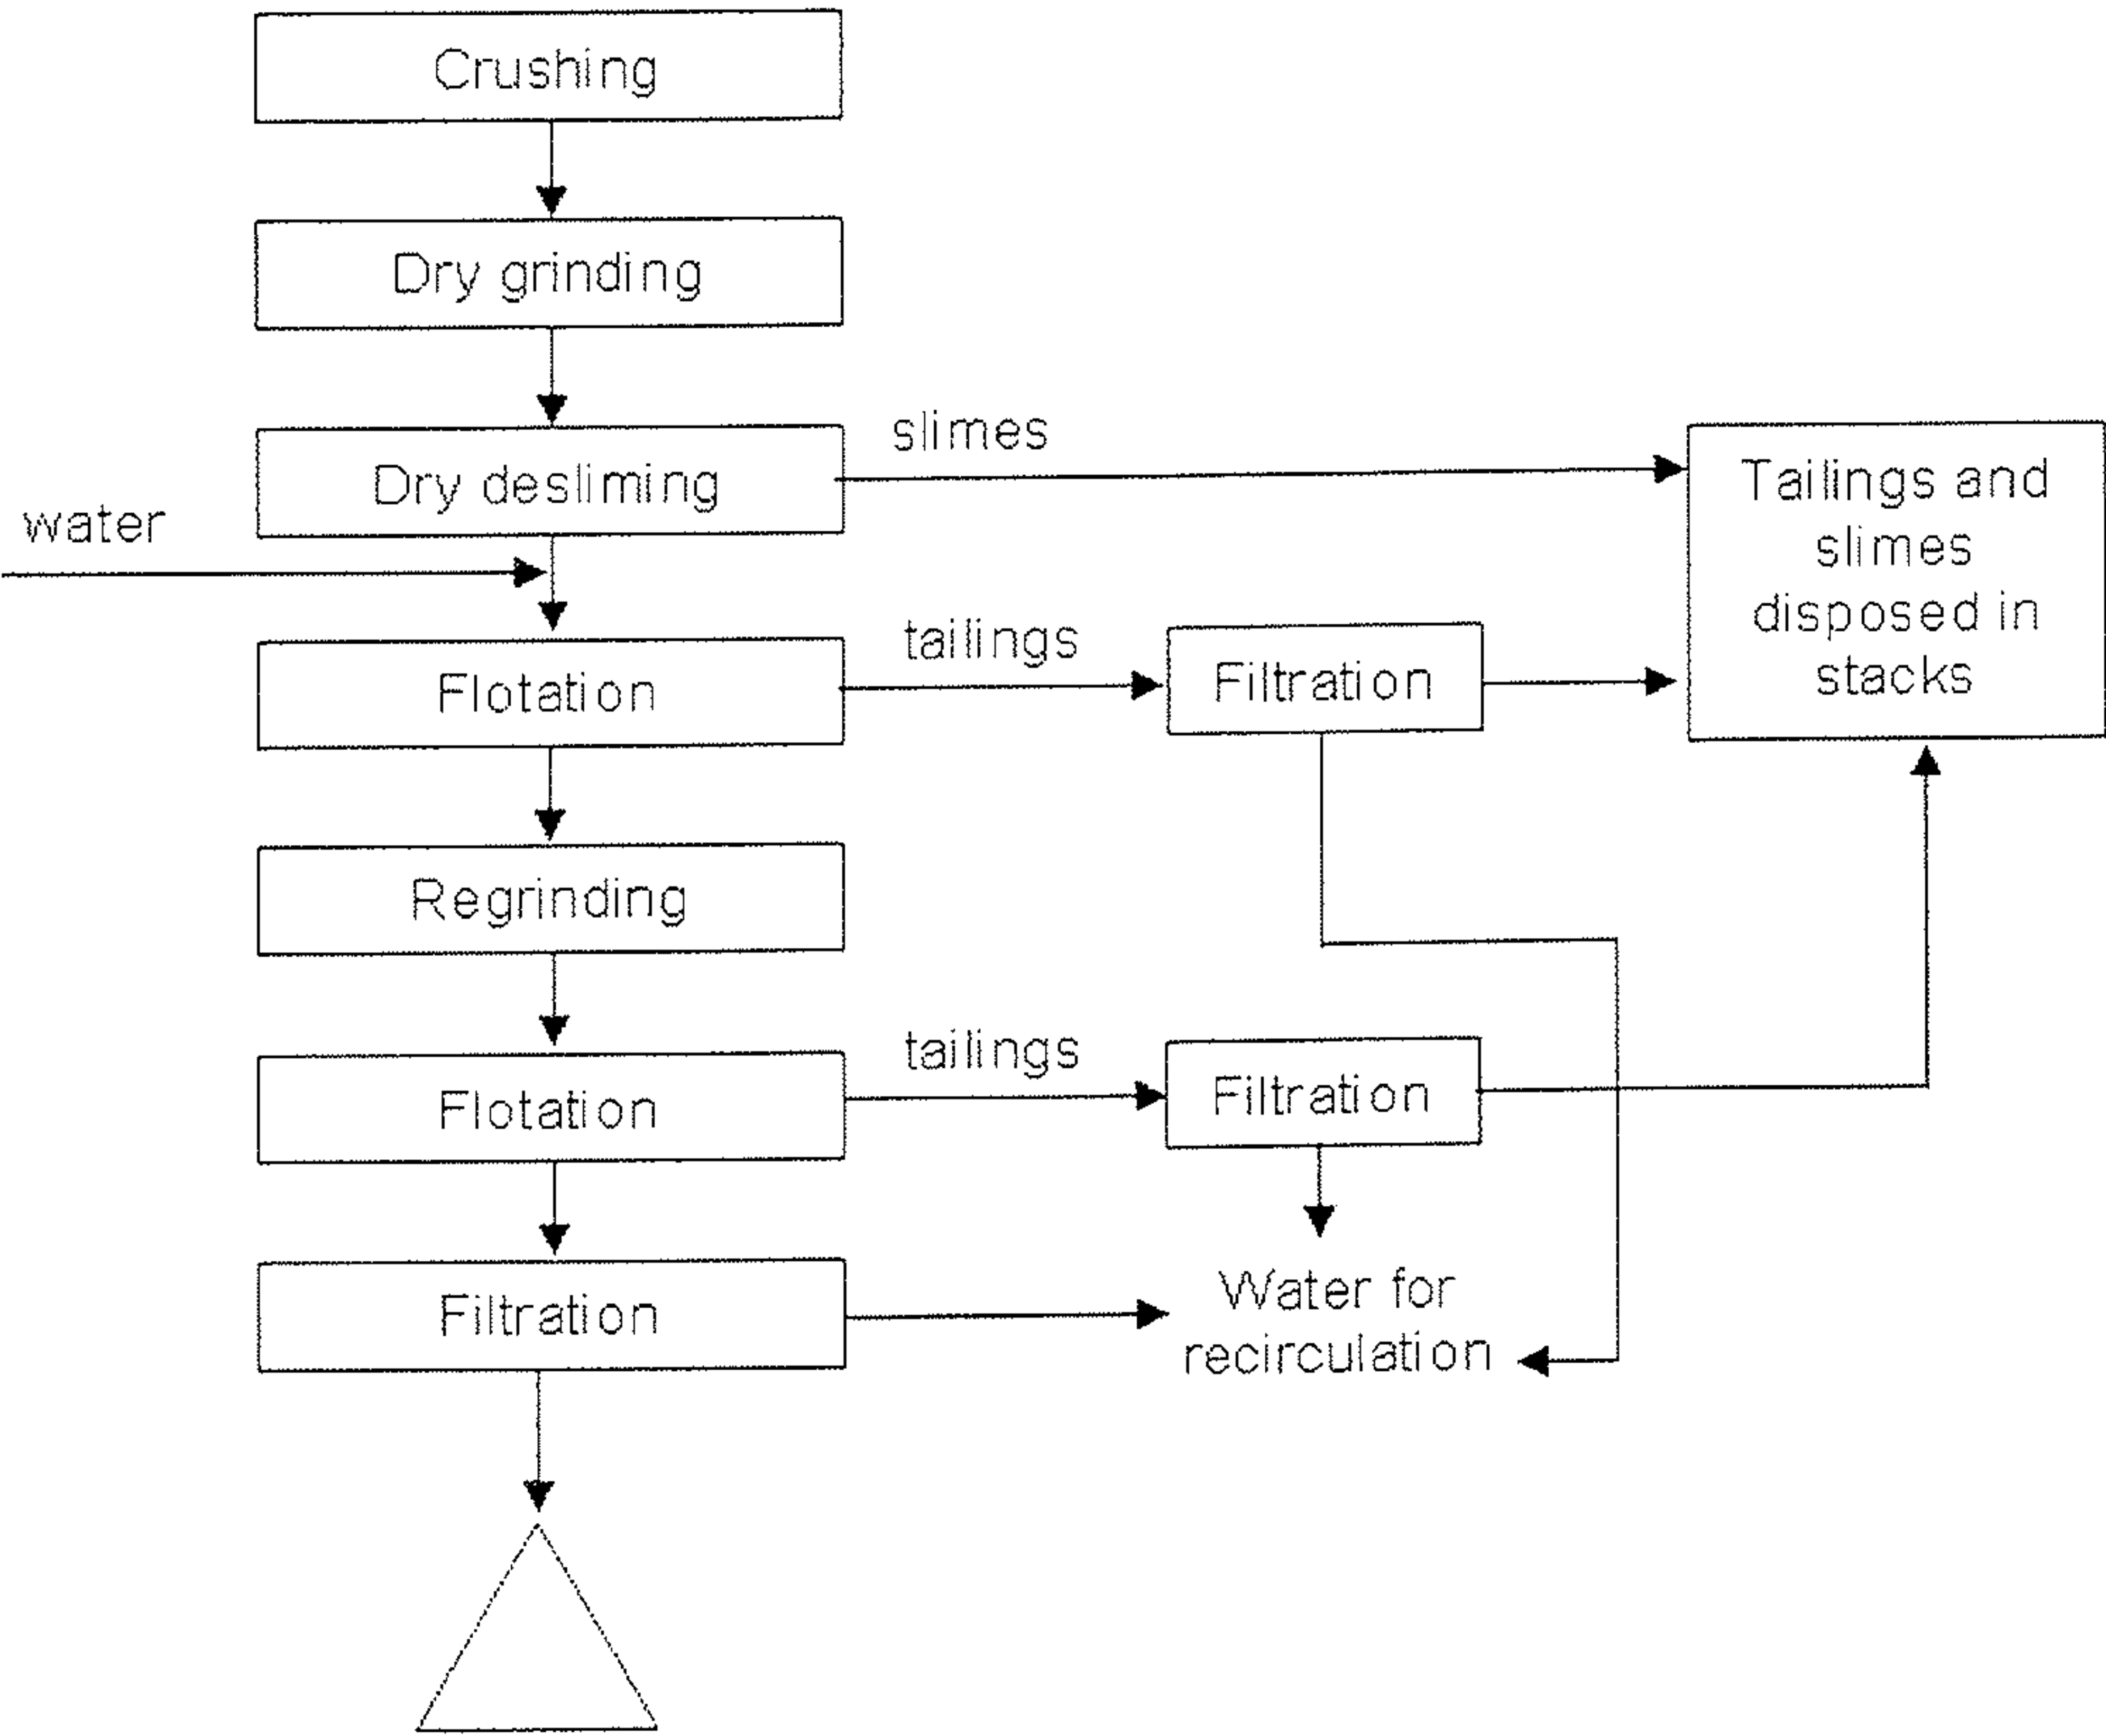 Crushing
Dry grinding
slimes
Dry desliming
Tailings and
slimes
disposed in
stacks
water
tailings
Flotation
Filtration
Regrinding
tailings
Flotation
Filtration
Filtration
Water for
recirculation